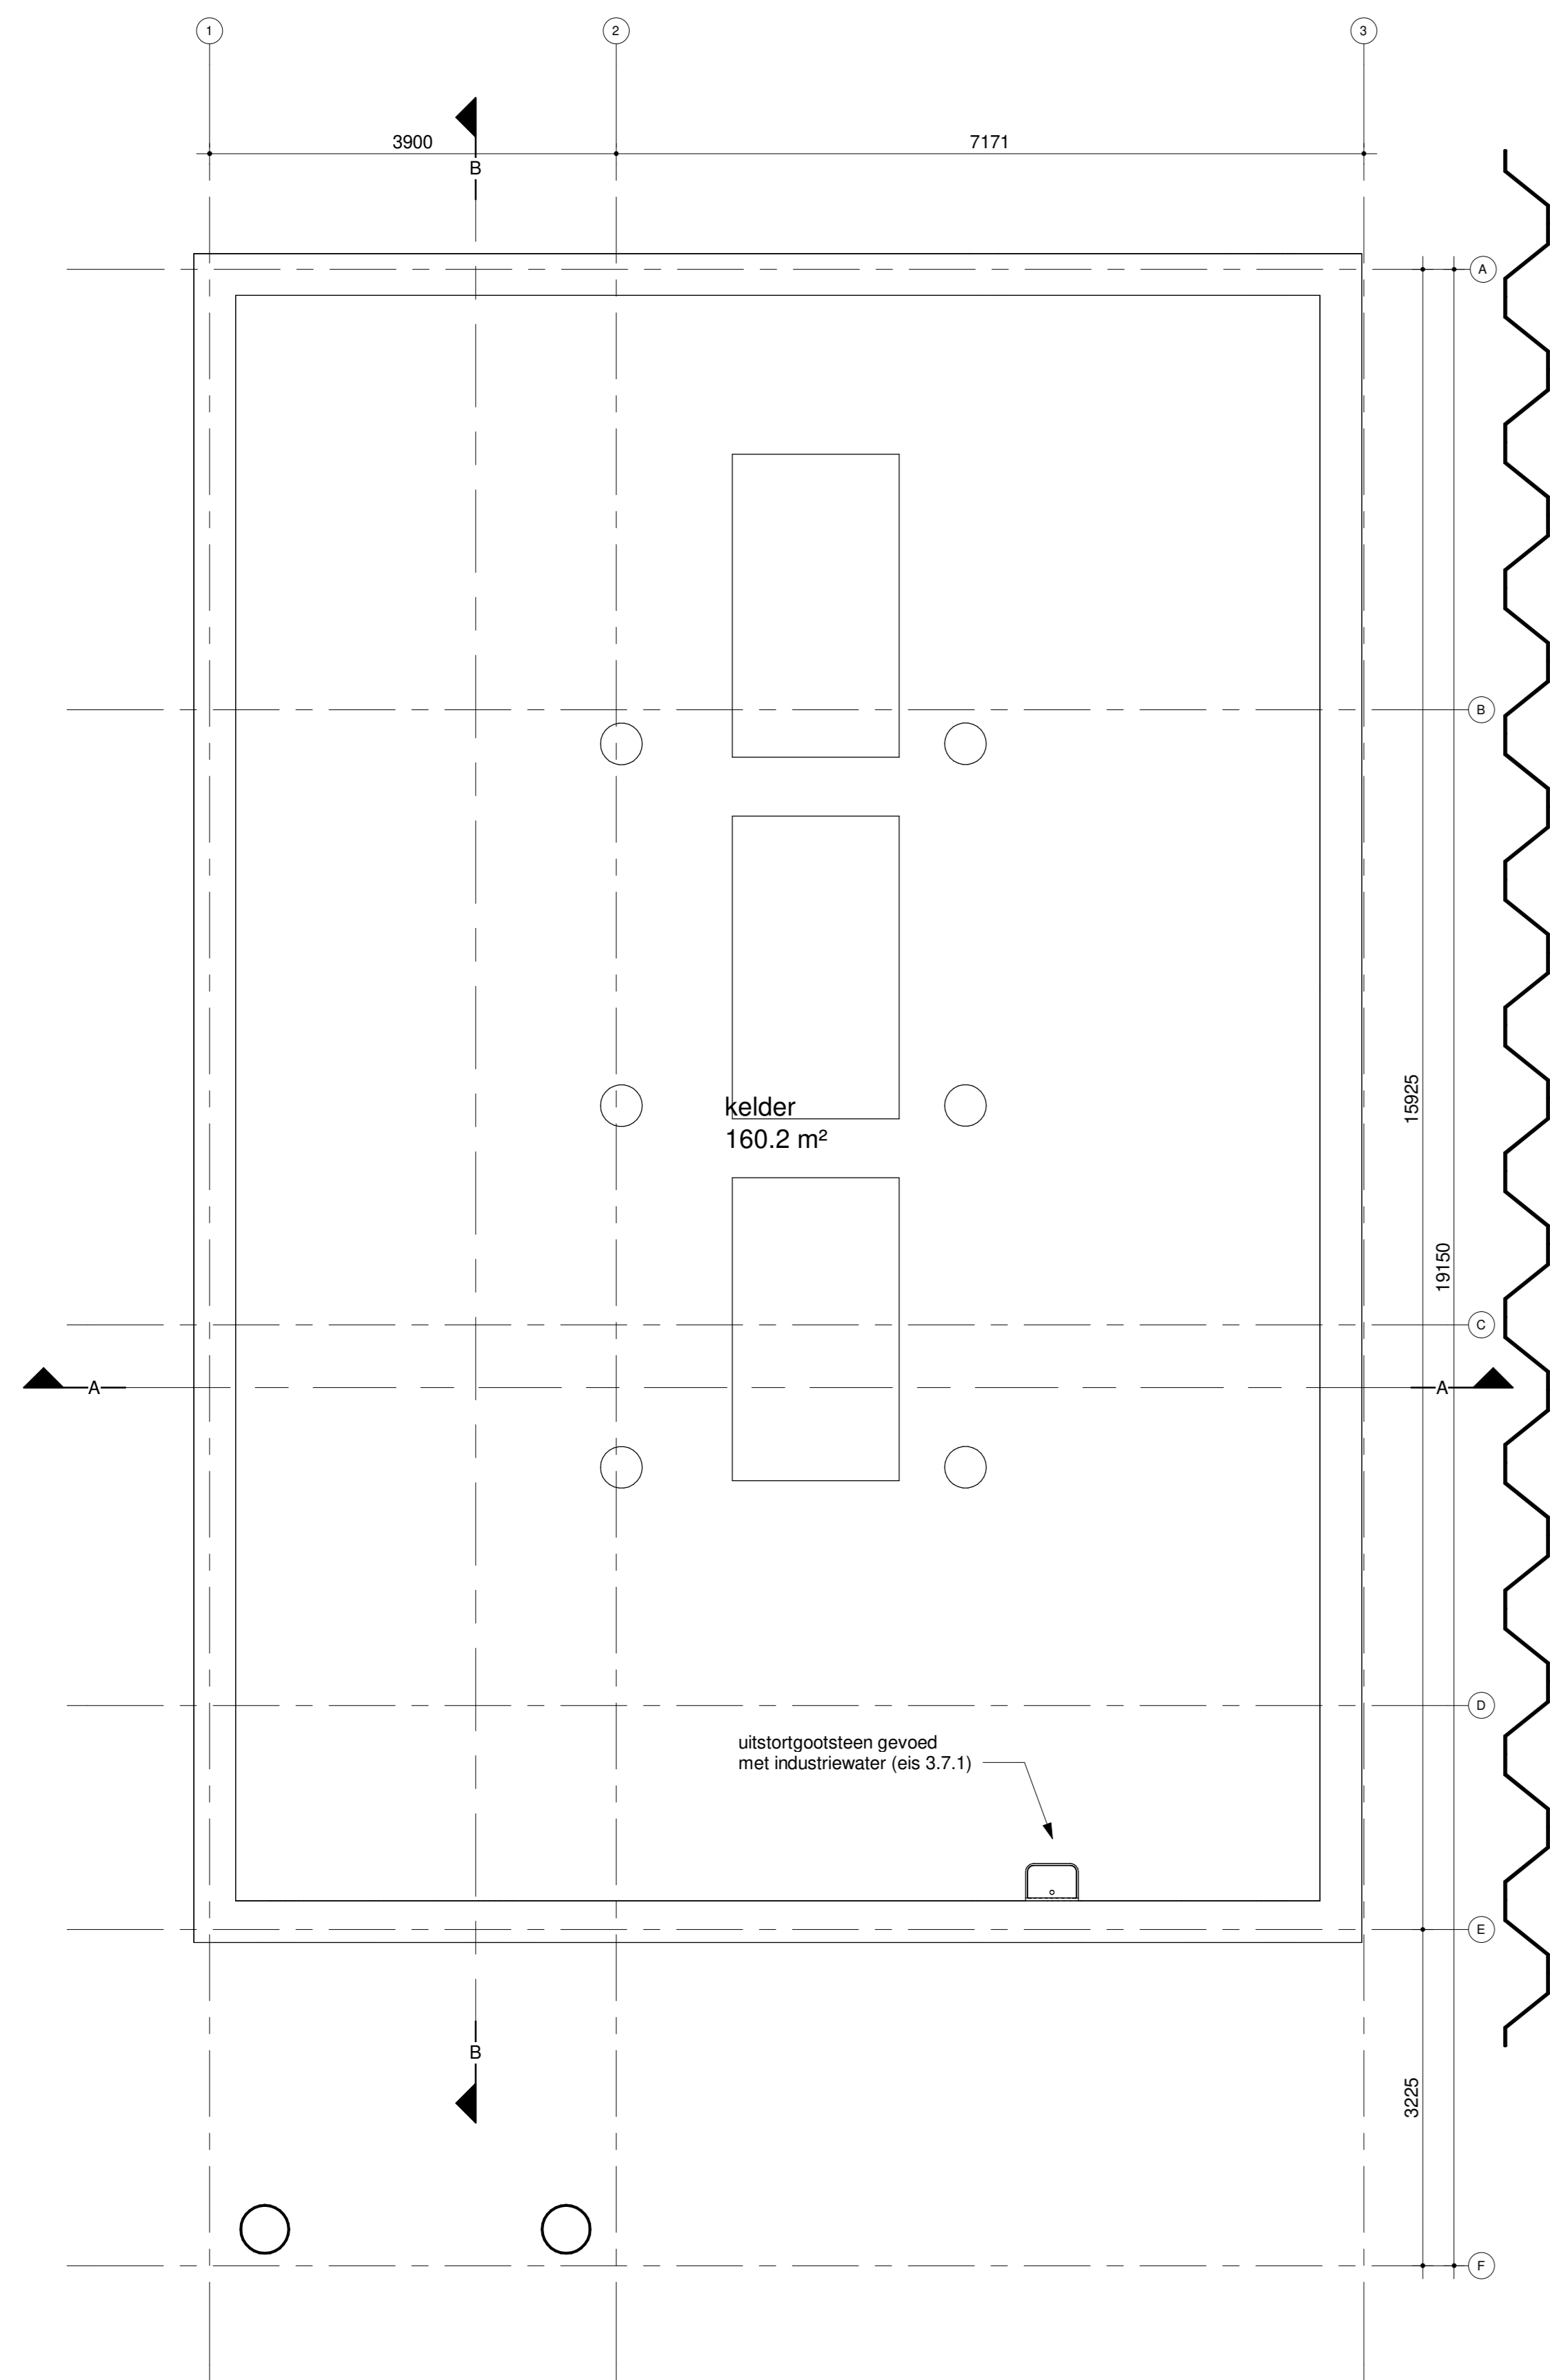 1
2
3
3900
7171
B
A
B
kelder
160.2 m²
15925
19150
C
A
A
D
uitstortgootsteen gevoed
met industriewater (eis 3.7.1)
E
B
3225
F